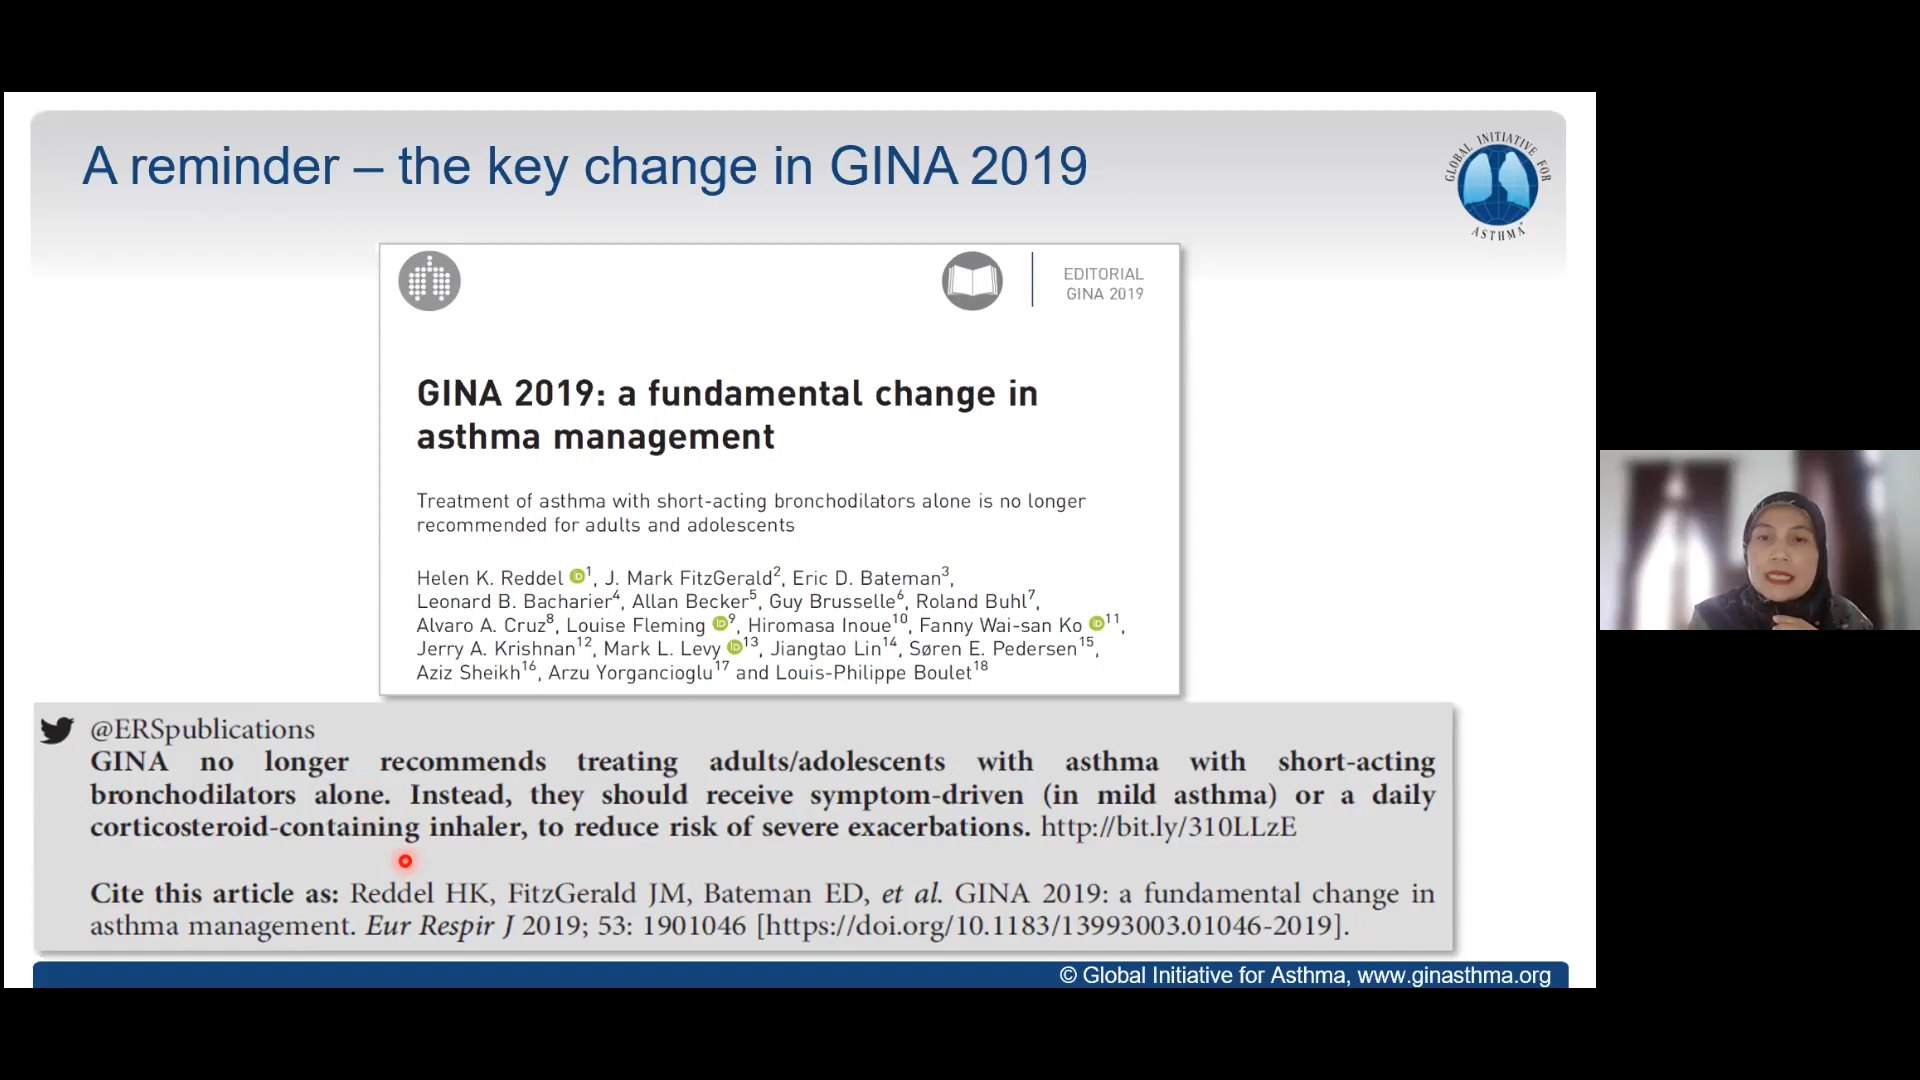 A reminder – the key change in GINA 2019
GLOBAL INITIATIVE FOR
ASTHMA
EDITORIAL
GINA 2019
GINA 2019: a fundamental change in
asthma management
Treatment of asthma with short-acting bronchodilators alone is no longer
recommended for adults and adolescents
Helen K. Reddel iD1, J. Mark FitzGerald2, Eric D. Bateman3,
Leonard B. Bacharier4, Allan Becker5, Guy Brusselle6, Roland Buhl7,
Alvaro A. Cruz8, Louise Fleming iD9, Hiromasa Inoue10, Fanny Wai-san Ko iD11,
Jerry A. Krishnan12, Mark L. Levy iD13, Jiangtao Lin14, Søren E. Pedersen15,
Aziz Sheikh16, Arzu Yorgancioglu17 and Louis-Philippe Boulet18
@ERSpublications
GINA no longer recommends treating adults/adolescents with asthma with short-acting
bronchodilators alone. Instead, they should receive symptom-driven (in mild asthma) or a daily
corticosteroid-containing inhaler, to reduce risk of severe exacerbations. http://bit.ly/310LLzE
Cite this article as: Reddel HK, FitzGerald JM, Bateman ED, et al. GINA 2019: a fundamental change in
asthma management. Eur Respir J 2019; 53: 1901046 [https://doi.org/10.1183/13993003.01046-2019].
© Global Initiative for Asthma, www.ginasthma.org